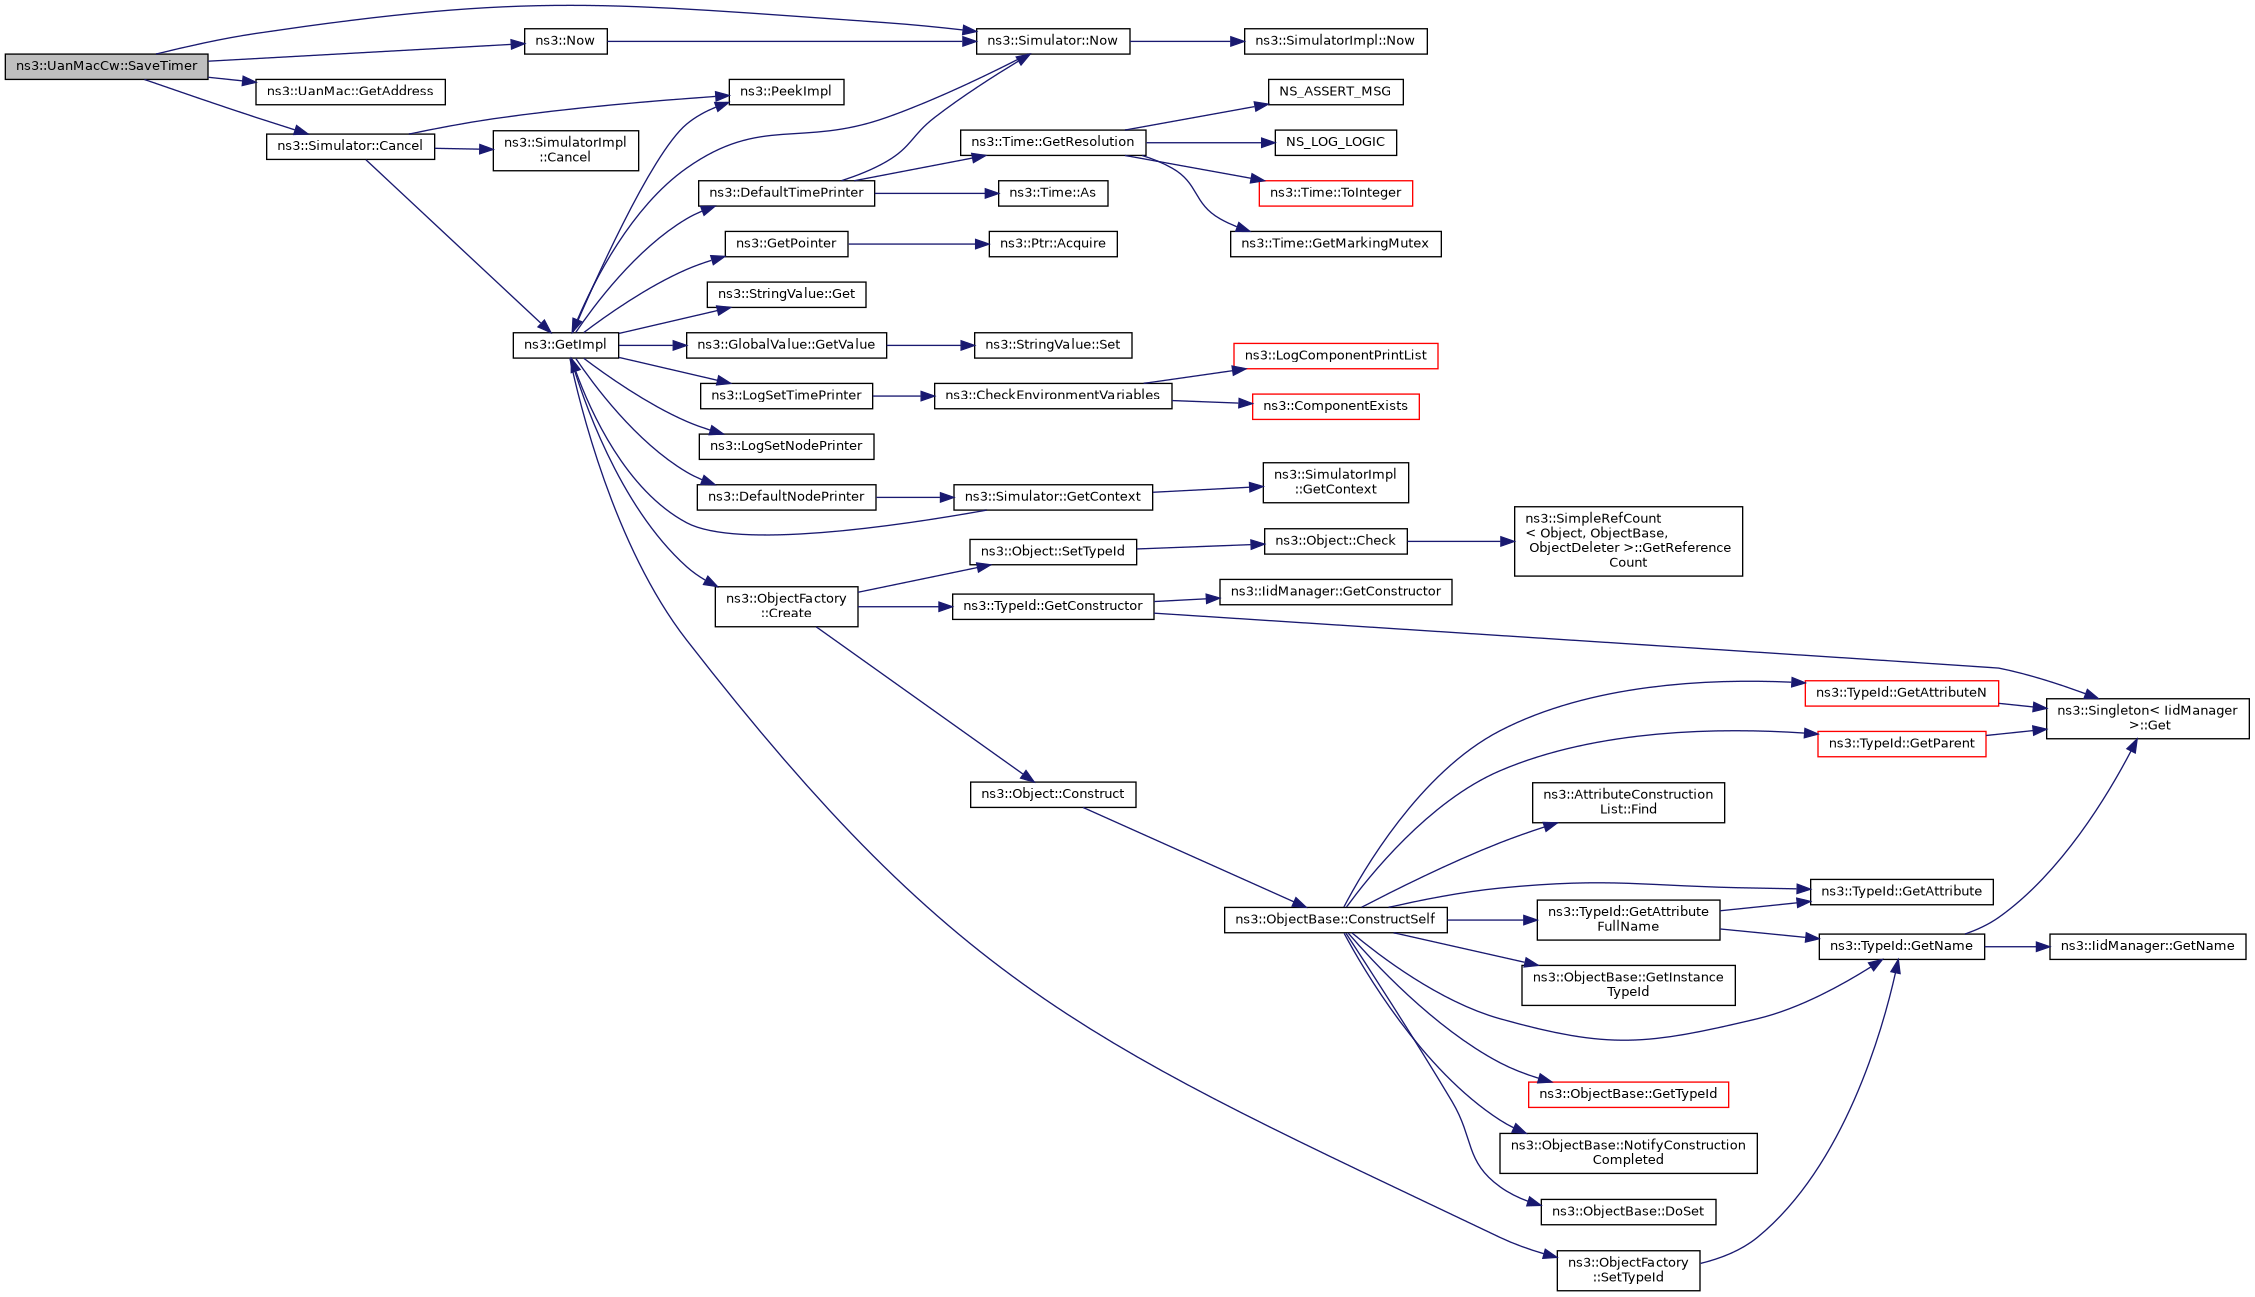 ns3::UanMacCw::SaveTimer
ns3::Now
ns3::UanMac::GetAddress
ns3::Simulator::Cancel
ns3::Simulator::Now
ns3::SimulatorImpl::Now
ns3::PeekImpl
ns3::SimulatorImpl
::Cancel
NS_ASSERT_MSG
ns3::Time::GetResolution
NS_LOG_LOGIC
ns3::DefaultTimePrinter
ns3::Time::As
ns3::Time::ToInteger
ns3::GetPointer
ns3::Ptr::Acquire
ns3::Time::GetMarkingMutex
ns3::StringValue::Get
ns3::GetImpl
ns3::GlobalValue::GetValue
ns3::StringValue::Set
ns3::LogComponentPrintList
ns3::LogSetTimePrinter
ns3::CheckEnvironmentVariables
ns3::ComponentExists
ns3::LogSetNodePrinter
ns3::DefaultNodePrinter
ns3::Simulator::GetContext
ns3::SimulatorImpl
::GetContext
ns3::Object::SetTypeId
ns3::Object::Check
ns3::SimpleRefCount
< Object, ObjectBase,
ObjectDeleter >::GetReference
Count
ns3::ObjectFactory
::Create
ns3::TypeId::GetConstructor
ns3::IidManager::GetConstructor
ns3::TypeId::GetAttributeN
ns3::Singleton< IidManager
>::Get
ns3::TypeId::GetParent
ns3::Object::Construct
ns3::AttributeConstruction
List::Find
ns3::TypeId::GetAttribute
ns3::ObjectBase::ConstructSelf
ns3::TypeId::GetAttribute
FullName
ns3::TypeId::GetName
ns3::IidManager::GetName
ns3::ObjectBase::GetInstance
TypeId
ns3::ObjectBase::GetTypeId
ns3::ObjectBase::NotifyConstruction
Completed
ns3::ObjectBase::DoSet
ns3::ObjectFactory
::SetTypeId